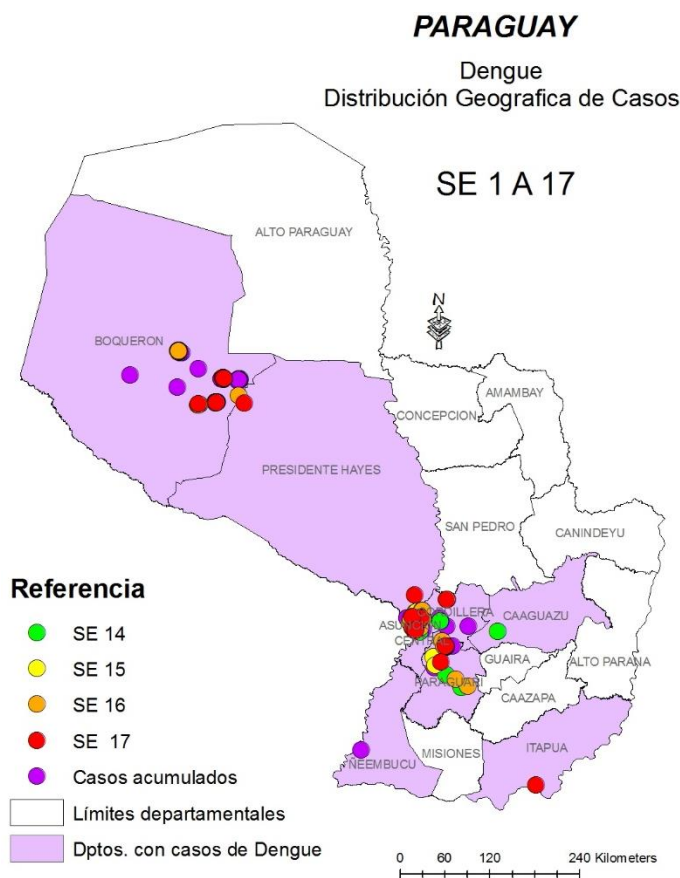 PARAGUAY
Dengue
Distribución Geografica de Casos
SE 1 A 17
ALTO PARAGUAY
N
BOQUERON
AMAMBAY
CONCEPCION
PRESIDENTE HAYES
SAN PEDRO
CANINDEYU
CAAGUAZU
ASUNCION
CENTRAL
GUAIRA
ALTO PARANA
PARAGUARI
CAAZAPA
MISIONES
ITAPUA
ÑEEMBUCU
Referencia
SE 14
SE 15
SE 16
SE 17
Casos acumulados
Límites departamentales
Dptos. con casos de Dengue
0 60 120 240 Kilometers